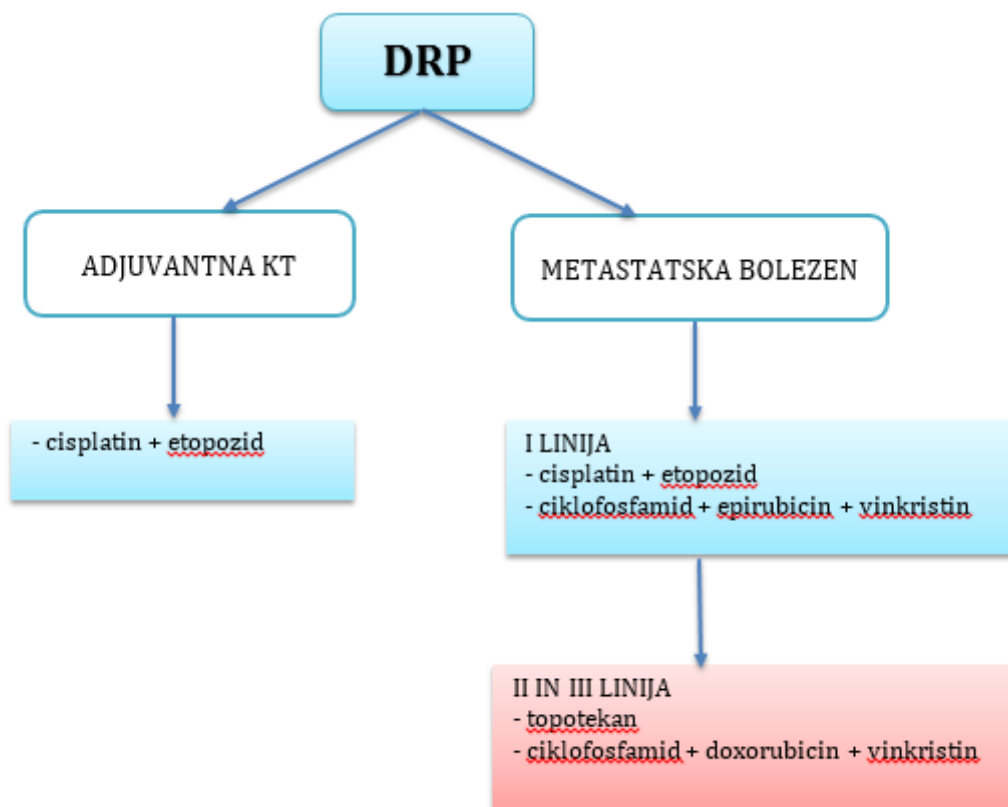 DRP
ADJUVANTNA KT
METASTATSKA BOLEZEN
- cisplatin + etopozid
I LINIJA
- cisplatin + etopozid
- ciklofosfamid + epirubicin + vinkristin
II IN III LINIJA
- topotekan
- ciklofosfamid + doxorubicin + vinkristin